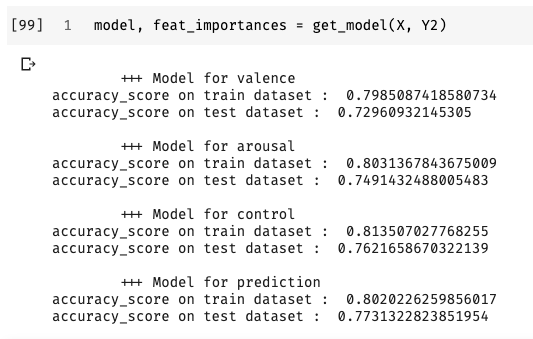 [99] 1 model, feat_importances = get_model(X, Y2)
+++ Model for valence
accuracy_score on train dataset : 0.7985087418580734
accuracy_score on test dataset : 0.72960932145305
+++ Model for arousal
accuracy_score on train dataset : 0.8031367843675009
accuracy_score on test dataset : 0.7491432488005483
+++ Model for control
accuracy_score on train dataset : 0.813507027768255
accuracy_score on test dataset : 0.7621658670322139
+++ Model for prediction
accuracy_score on train dataset : 0.8020226259856017
accuracy_score on test dataset : 0.7731322823851954